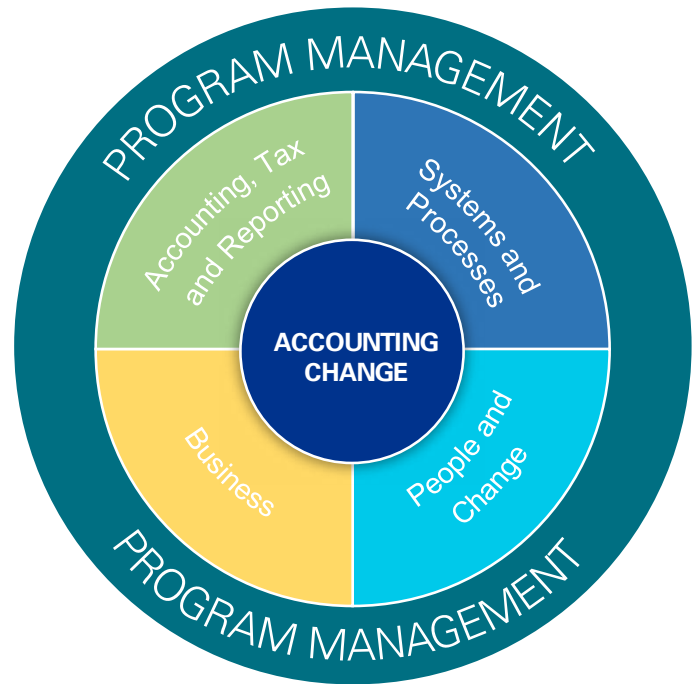 PROGRAM MANAGEMENT
Accounting, Tax
and Reporting
Systems and
Processes
ACCOUNTING
CHANGE
Business
People and
Change
PROGRAM MANAGEMENT